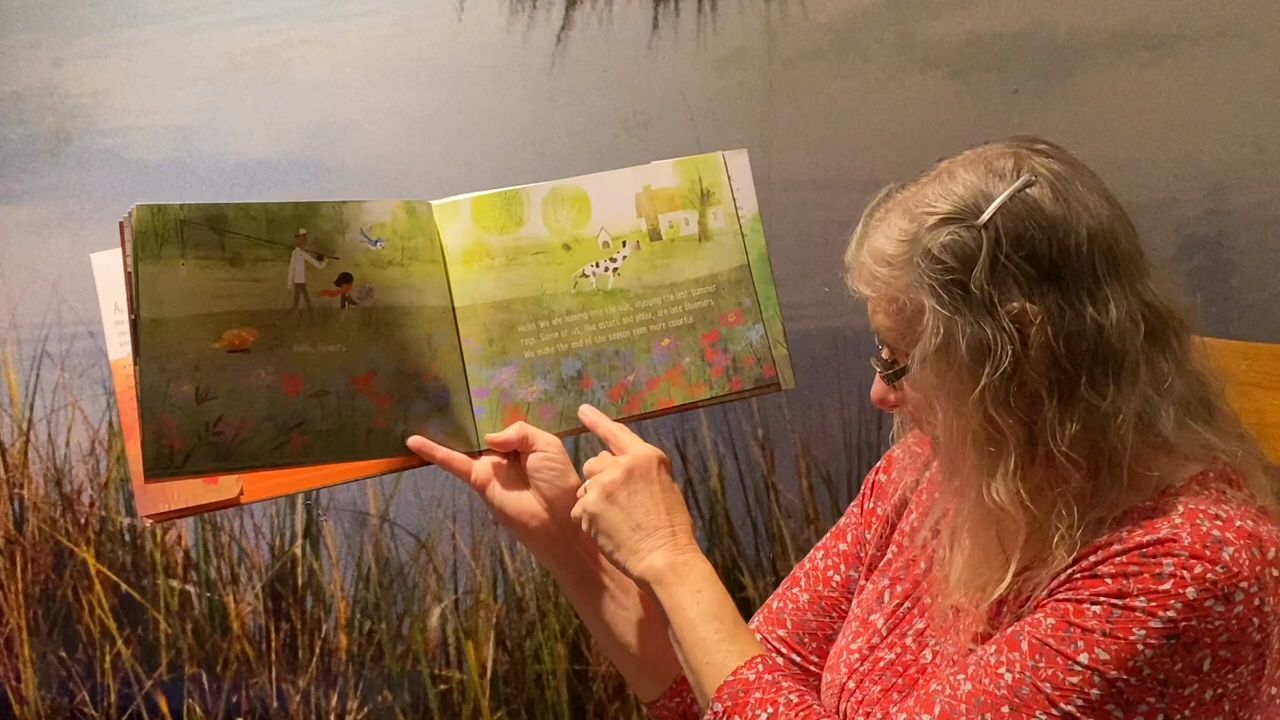 A
Hello, flowers.
Hello! We are leaning into the sun, enjoying the last summer
rays. Some of us, like asters and phlox, are late bloomers.
We make the end of the season even more colorful.